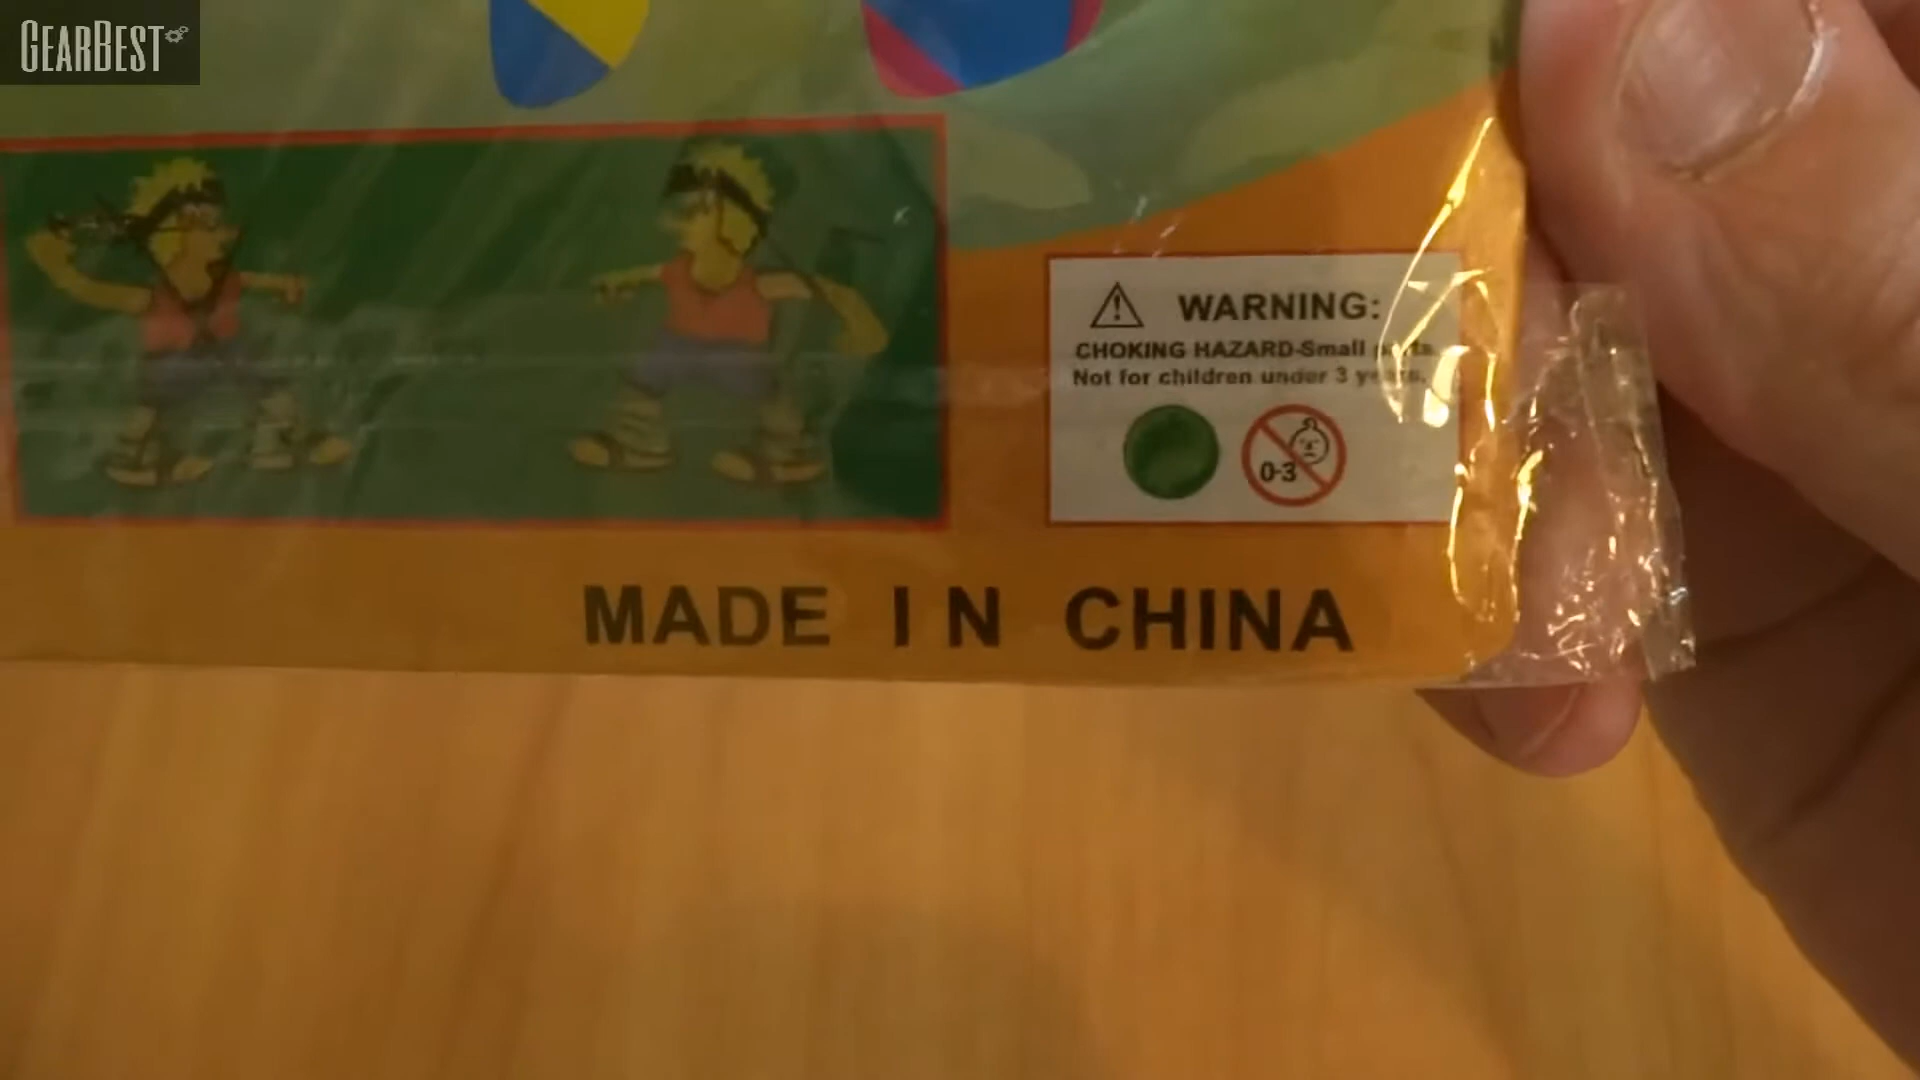 GEARBEST
WARNING:
CHOKING HAZARD-Small parts.
Not for children under 3 years.
0-3
MADE IN CHINA